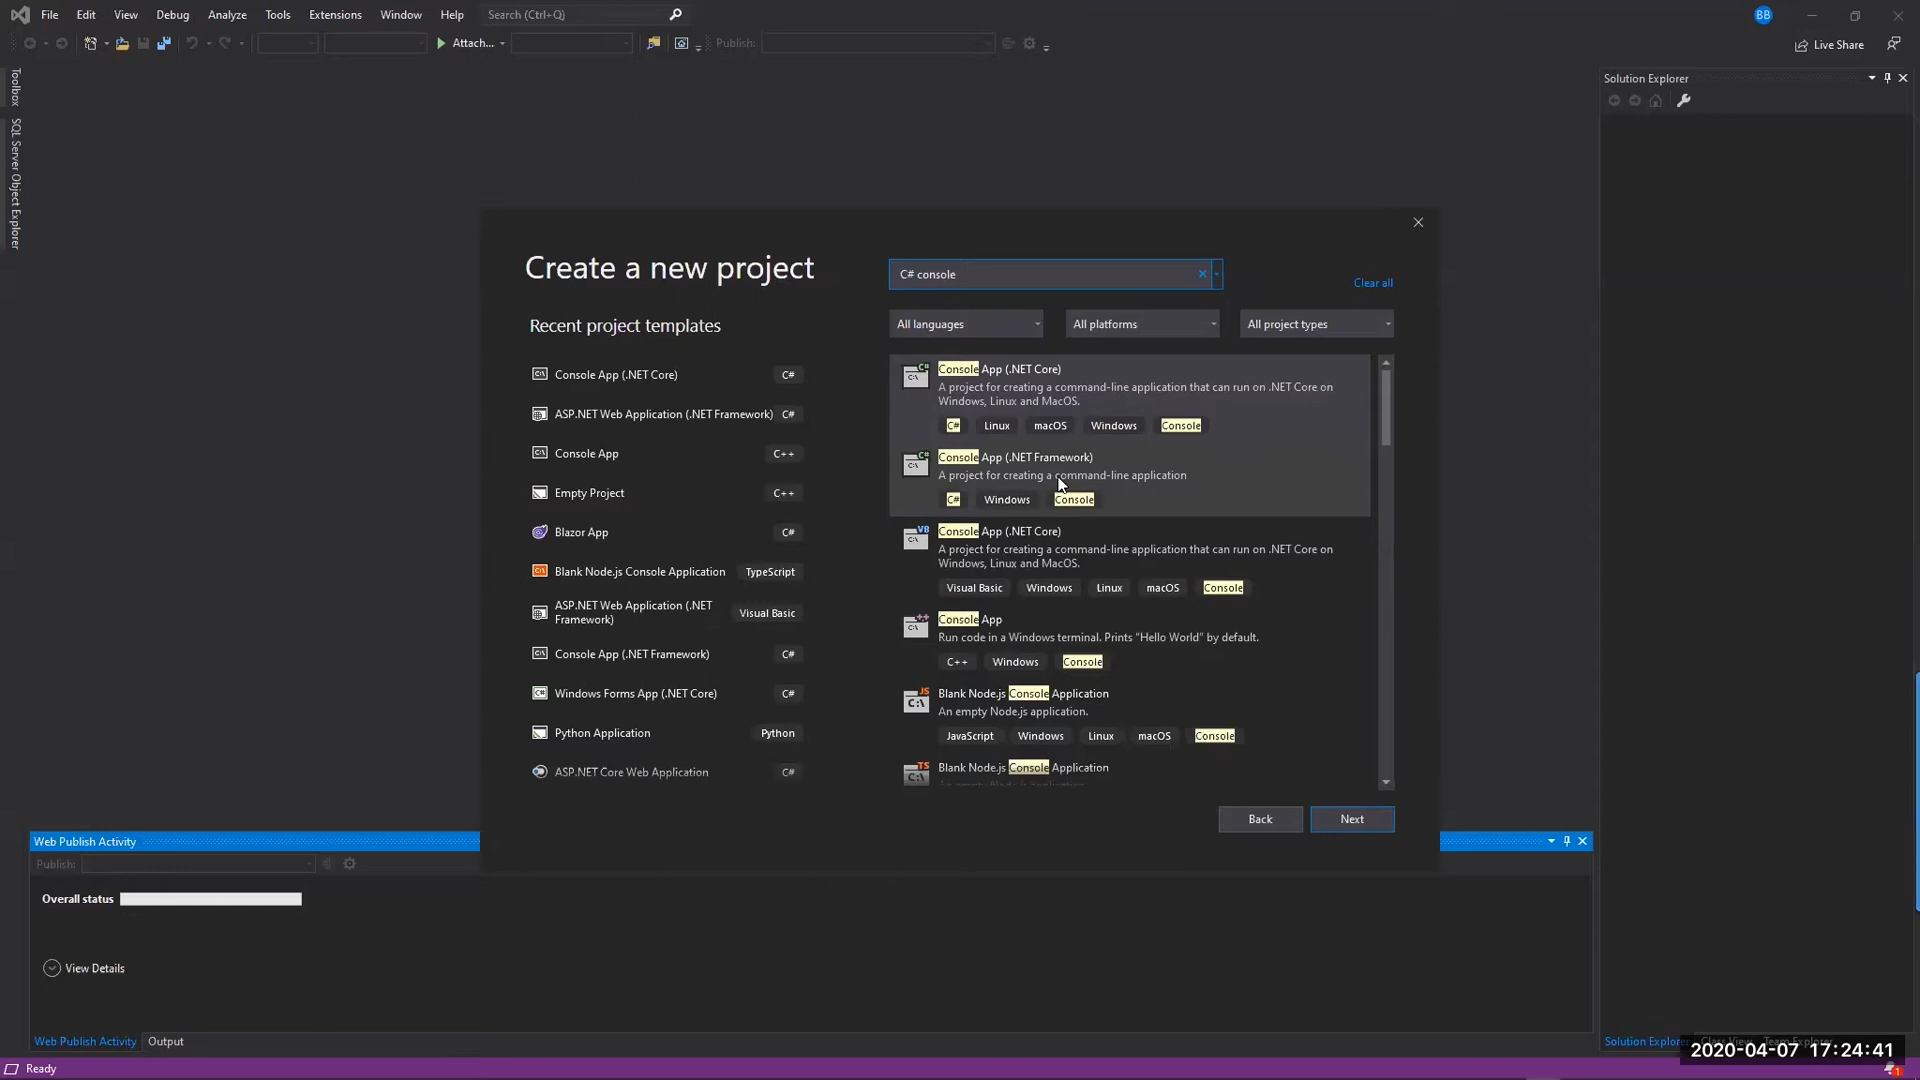 File Edit View Debug Analyze Tools Extensions Window Help Search (Ctrl+Q) BB
Attach... Publish: Live Share
Toolbox
SQL Server Object Explorer
Solution Explorer
Create a new project
C# console
Clear all
Recent project templates
All languages All platforms All project types
Console App (.NET Core) C#
ASP.NET Web Application (.NET Framework) C#
Console App C++
Empty Project C++
Blazor App C#
Blank Node.js Console Application TypeScript
ASP.NET Web Application (.NET
Framework) Visual Basic
Console App (.NET Framework) C#
Windows Forms App (.NET Core) C#
Python Application Python
ASP.NET Core Web Application C#
Console App (.NET Core)
A project for creating a command-line application that can run on .NET Core on
Windows, Linux and MacOS.
C# Linux macOS Windows Console
Console App (.NET Framework)
A project for creating a command-line application
C# Windows Console
Console App (.NET Core)
A project for creating a command-line application that can run on .NET Core on
Windows, Linux and MacOS.
Visual Basic Windows Linux macOS Console
Console App
Run code in a Windows terminal. Prints "Hello World" by default.
C++ Windows Console
Blank Node.js Console Application
An empty Node.js application.
JavaScript Windows Linux macOS Console
Blank Node.js Console Application
An empty Node.js application.
Back Next
Web Publish Activity
Publish:
Overall status
View Details
Web Publish Activity Output
Solution Explorer Class View Team Explorer
2020-04-07 17:24:41
Ready 1